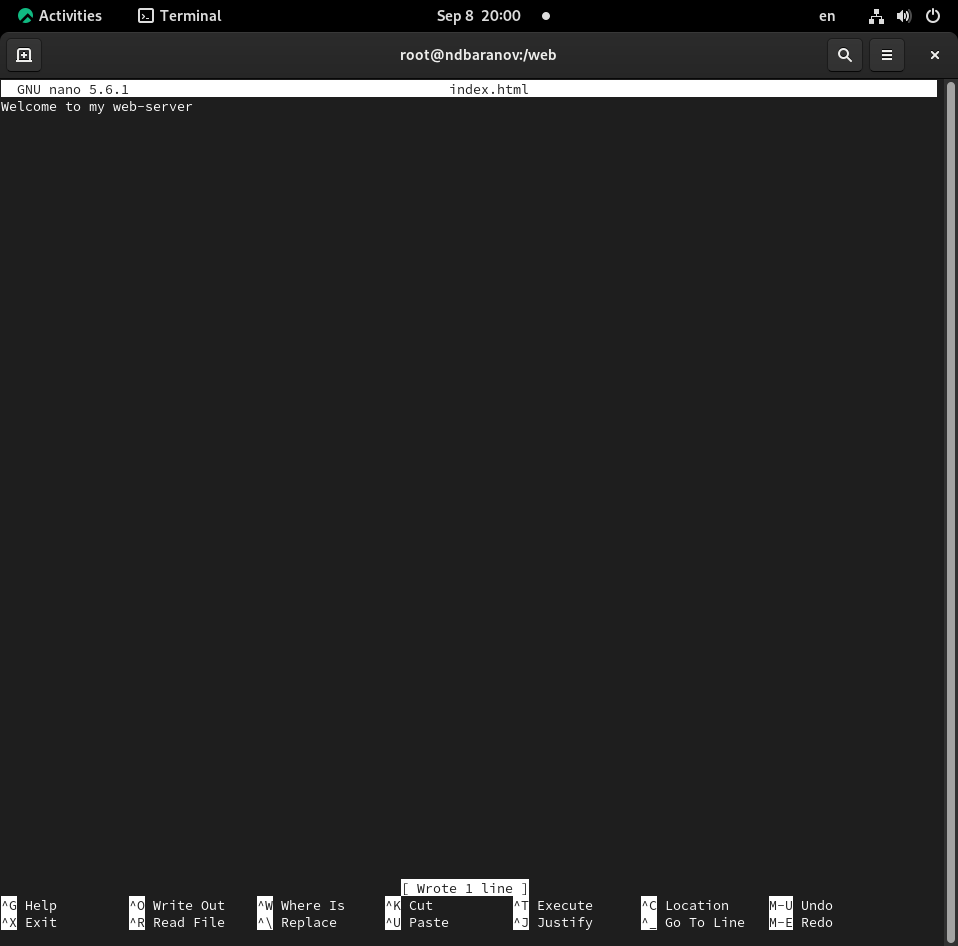 Activities Terminal Sep 8 20:00 en
root@ndbaranov:/web
GNU nano 5.6.1 index.html
Welcome to my web-server
[ Wrote 1 line ]
^G Help ^O Write Out ^W Where Is ^K Cut ^T Execute ^C Location M-U Undo
^X Exit ^R Read File ^\ Replace ^U Paste ^J Justify ^_ Go To Line M-E Redo